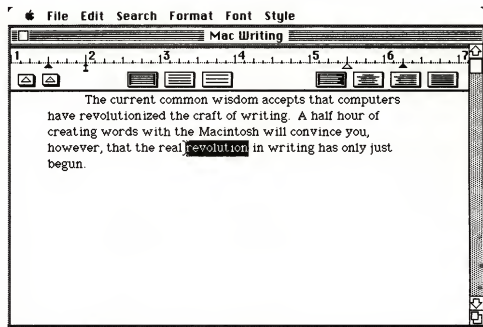 File Edit Search Format Font Style
Mac Writing
1 2 3 4 5 6 7
The current common wisdom accepts that computers
have revolutionized the craft of writing. A half hour of
creating words with the Macintosh will convince you,
however, that the real revolution in writing has only just
begun.